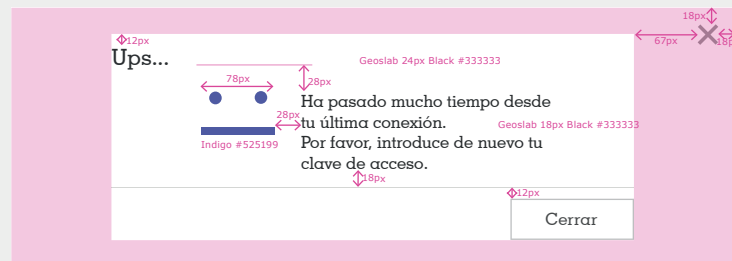 18px
12px
67px
18px
Ups...
Geoslab 24px Black #333333
78px
28px
Ha pasado mucho tiempo desde
28px
tu última conexión.
Geoslab 18px Black #333333
Indigo #525199
Por favor, introduce de nuevo tu
clave de acceso.
18px
12px
Cerrar